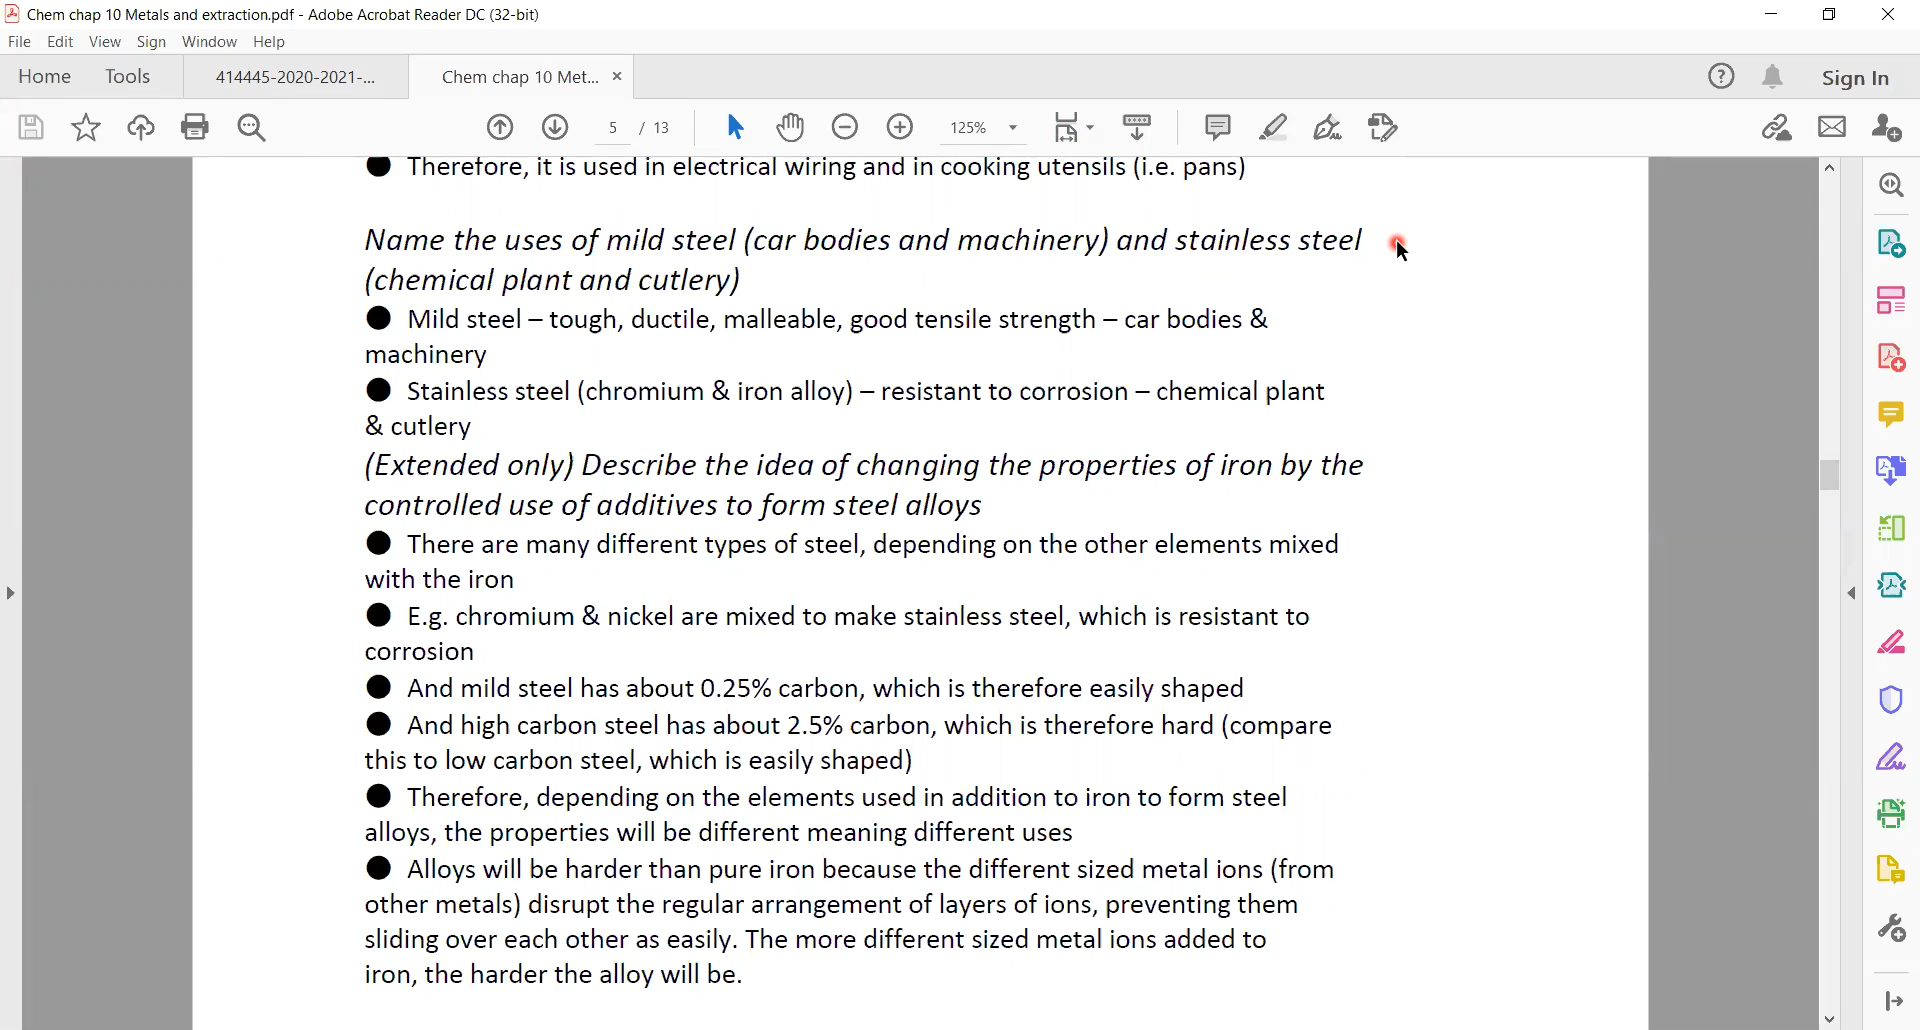 Chem chap 10 Metals and extraction.pdf - Adobe Acrobat Reader DC (32-bit)
File Edit View Sign Window Help
Home Tools 414445-2020-2021-... Chem chap 10 Met... × Sign In
5 / 13 125%
● Therefore, it is used in electrical wiring and in cooking utensils (i.e. pans)
Name the uses of mild steel (car bodies and machinery) and stainless steel
(chemical plant and cutlery)
● Mild steel – tough, ductile, malleable, good tensile strength – car bodies &
machinery
● Stainless steel (chromium & iron alloy) – resistant to corrosion – chemical plant
& cutlery
(Extended only) Describe the idea of changing the properties of iron by the
controlled use of additives to form steel alloys
● There are many different types of steel, depending on the other elements mixed
with the iron
● E.g. chromium & nickel are mixed to make stainless steel, which is resistant to
corrosion
● And mild steel has about 0.25% carbon, which is therefore easily shaped
● And high carbon steel has about 2.5% carbon, which is therefore hard (compare
this to low carbon steel, which is easily shaped)
● Therefore, depending on the elements used in addition to iron to form steel
alloys, the properties will be different meaning different uses
● Alloys will be harder than pure iron because the different sized metal ions (from
other metals) disrupt the regular arrangement of layers of ions, preventing them
sliding over each other as easily. The more different sized metal ions added to
iron, the harder the alloy will be.